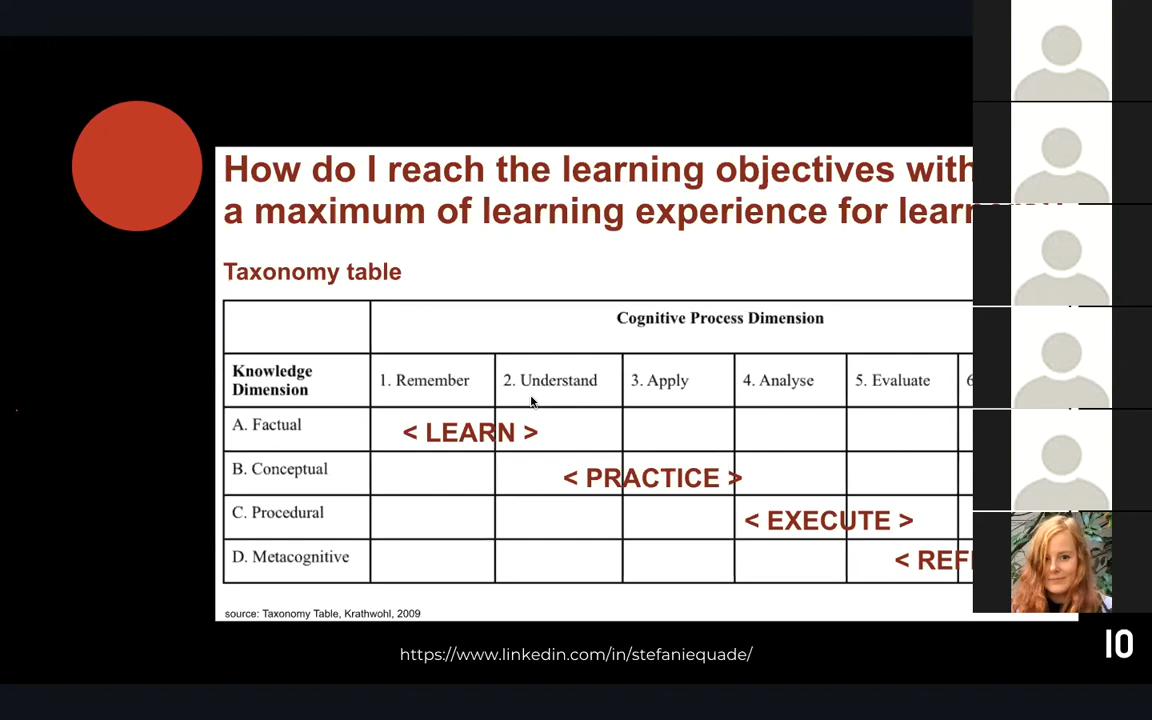 How do I reach the learning objectives with
a maximum of learning experience for
Taxonomy table
Cognitive Process Dimension
Knowledge
Dimension
1. Remember
2. Understand
3. Apply
4. Analyse
5. Evaluate
6
A. Factual
< LEARN >
B. Conceptual
< PRACTICE >
C. Procedural
< EXECUTE >
D. Metacognitive
<
source: Taxonomy Table, Krathwohl, 2009
https://www.linkedin.com/in/stefaniequade/
10